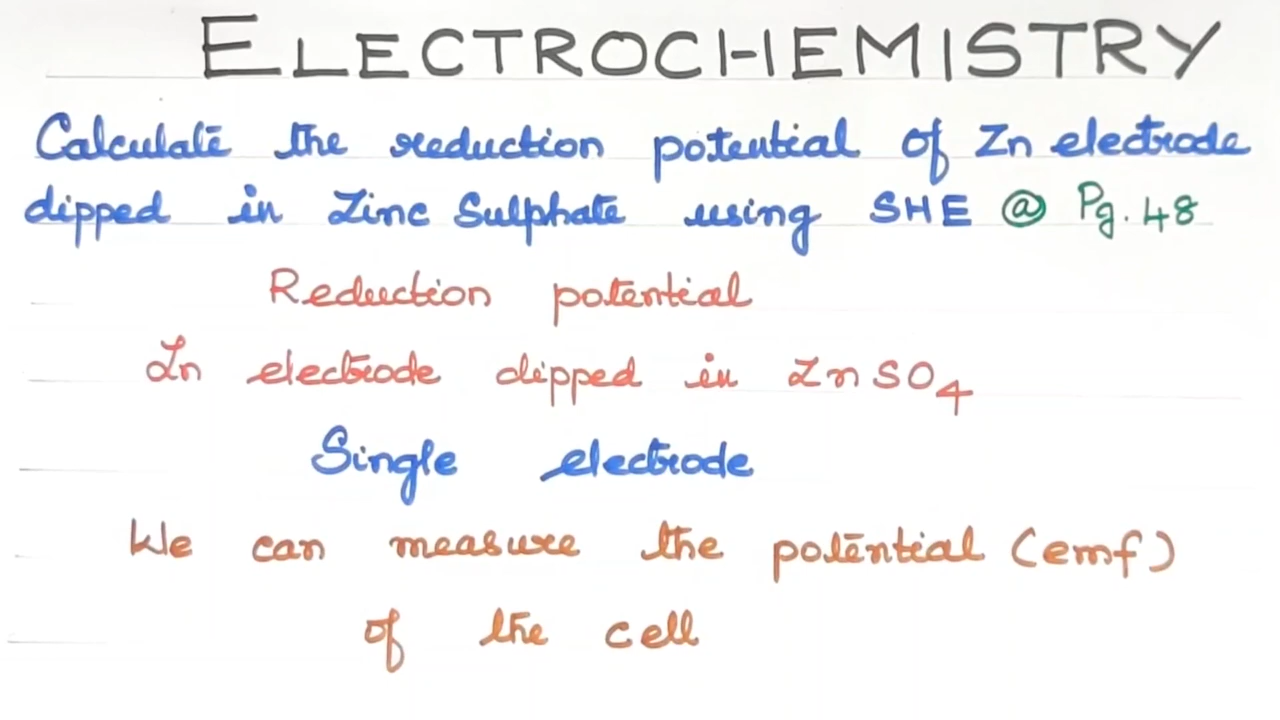 ELECTROCHEMISTRY
Calculate the reduction potential of Zn electrode
dipped in Zinc Sulphate using SHE @ Pg. 48
Reduction potential
Zn electrode dipped in ZnSO₄
Single electrode
We can measure the potential (emf)
of the cell